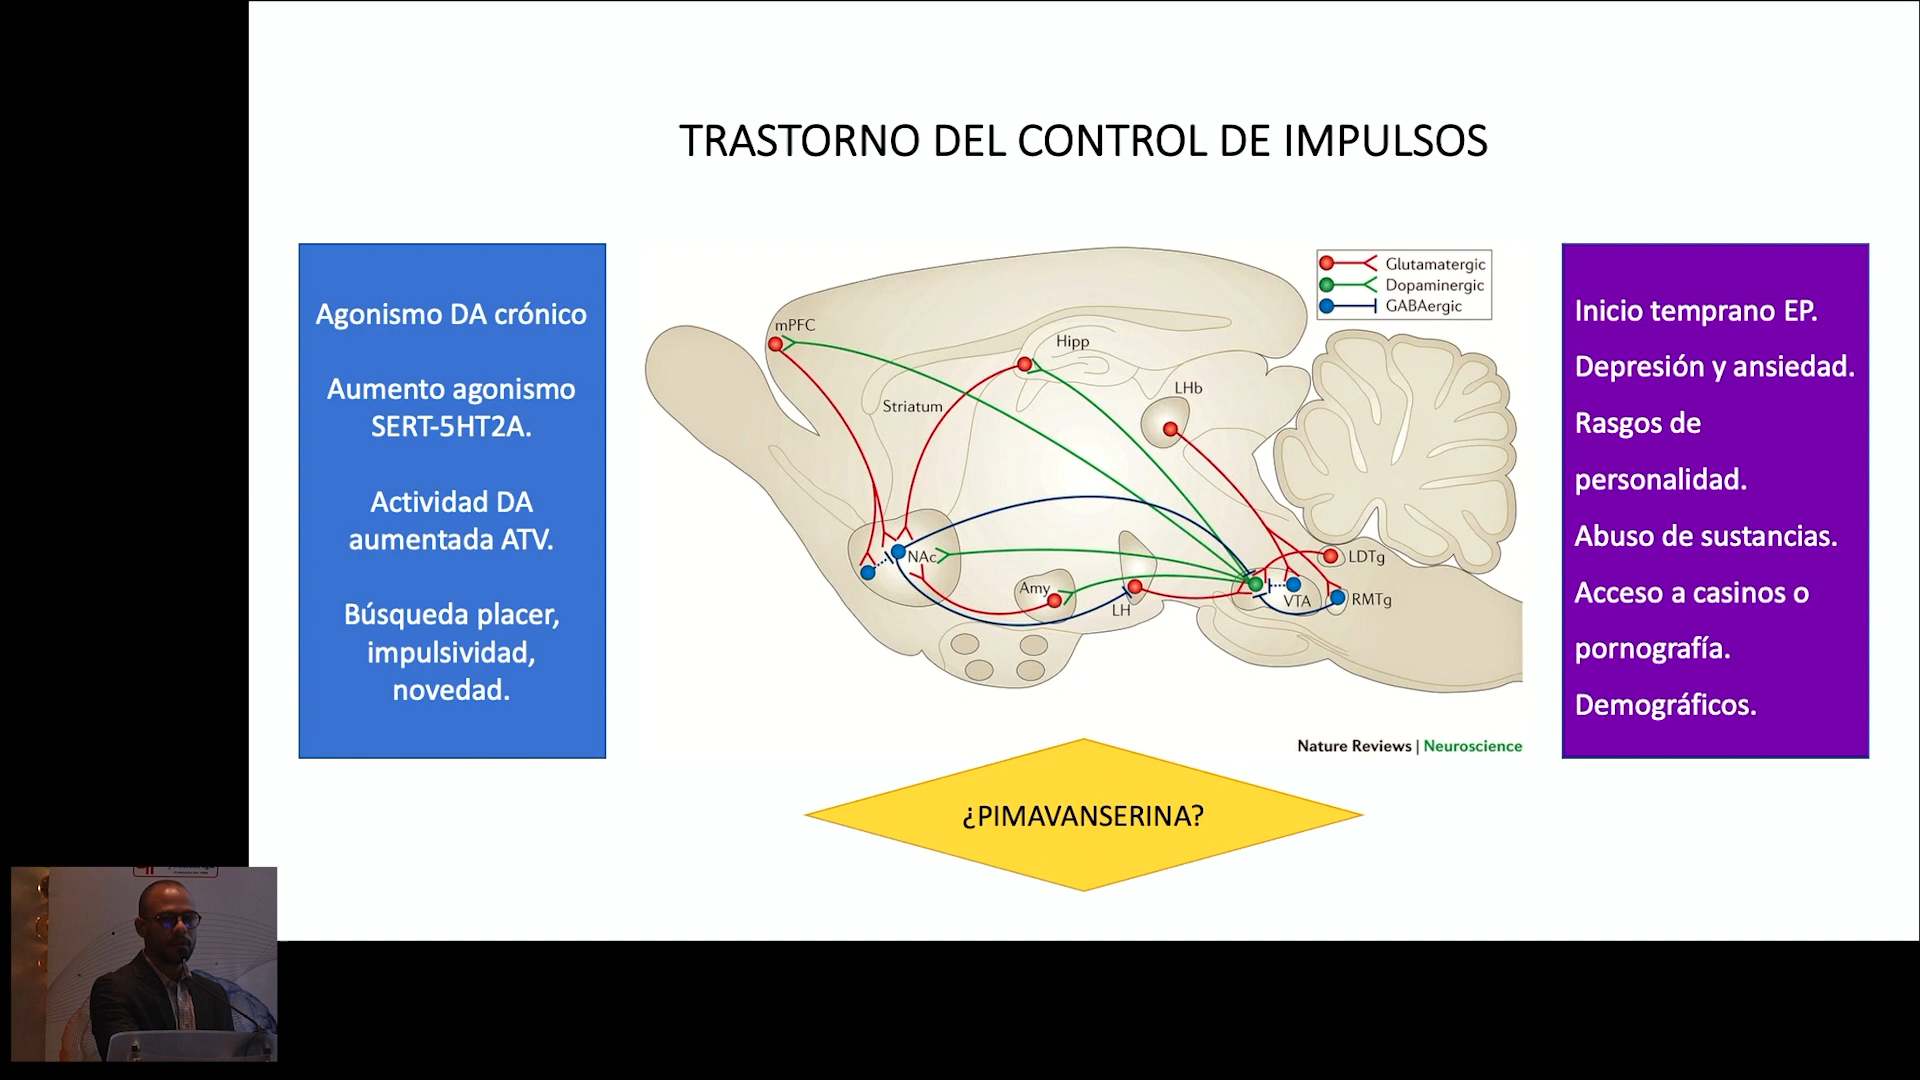 TRASTORNO DEL CONTROL DE IMPULSOS
Agonismo DA crónico
Aumento agonismo
SERT-5HT2A.
Actividad DA
aumentada ATV.
Búsqueda placer,
impulsividad,
novedad.
Glutamatergic
Dopaminergic
GABAergic
mPFC
Hipp
LHb
Striatum
NAc
Amy
LH
VTA
LDTg
RMTg
Nature Reviews | Neuroscience
Inicio temprano EP.
Depresión y ansiedad.
Rasgos de
personalidad.
Abuso de sustancias.
Acceso a casinos o
pornografía.
Demográficos.
¿PIMAVANSERINA?